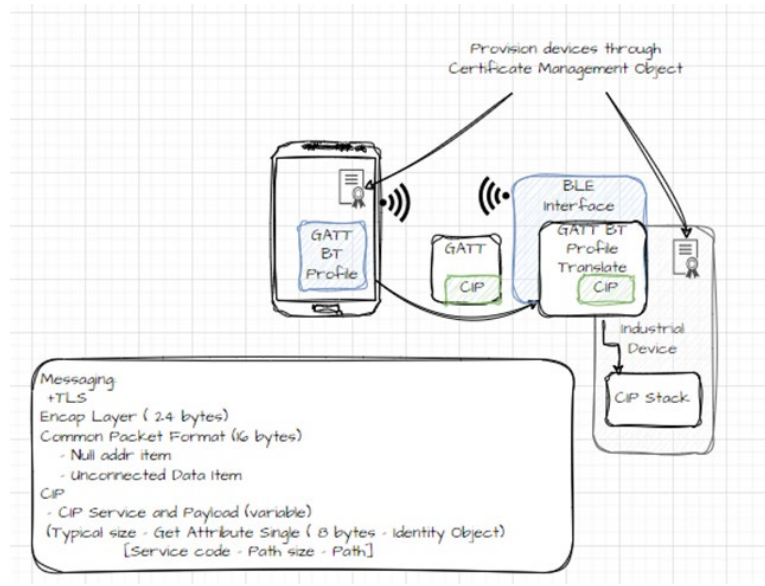 Provision devices through
Certificate Management Object
BLE
Interface
GATT
BT
Profile
GATT
CIP
GATT BT
Profile
Translate
CIP
Industrial
Device
CIP Stack
Messaging:
+TLS
Encap Layer ( 24 bytes)
Common Packet Format (16 bytes)
- Null addr item
- Unconnected Data Item
CIP
- CIP Service and Payload (variable)
(Typical size - Get Attribute Single ( 8 bytes - Identity Object)
[Service code - Path size - Path]